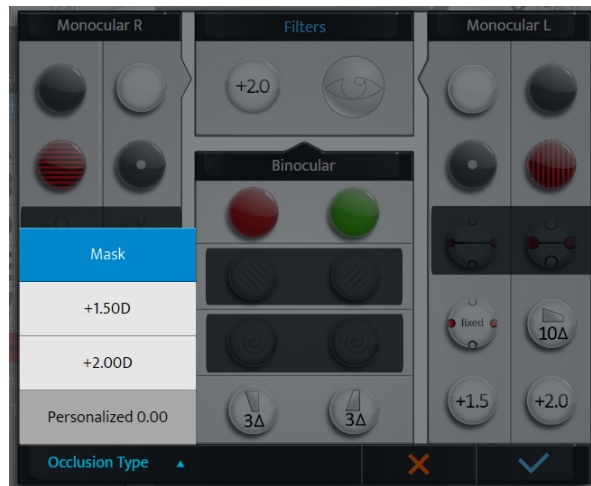 Monocular R
Filters
Monocular L
+2.0
Binocular
Mask
+1.50D
+2.00D
Personalized 0.00
fixed
10Δ
+1.5
+2.0
3Δ
3Δ
Occlusion Type